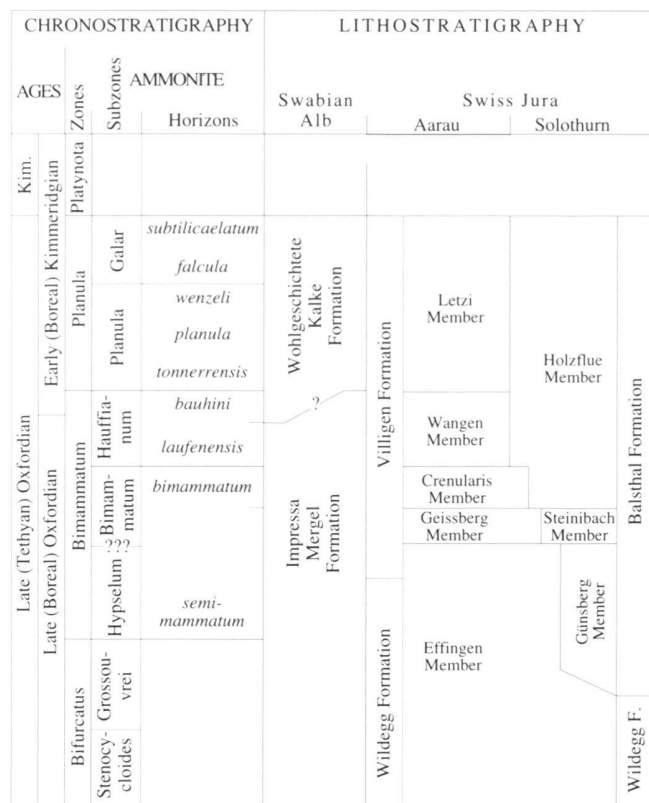 CHRONOSTRATIGRAPHY
LITHOSTRATIGRAPHY
AGES
Zones
Subzones
AMMONITE
Horizons
Swabian
Alb
Swiss Jura
Aarau
Solothurn
Kim.
Late (Tethyan) Oxfordian
Early (Boreal) Kimmeridgian
Late (Boreal) Oxfordian
Platynota
Planula
Bimammatum
Bifurcatus
Galar
Planula
Hauffia-
num
Bimam-
matum
???
Hypselum
Grossou-
vrei
Stenocy-
cloides
subtilicaelatum
falcula
wenzeli
planula
tonnerrensis
bauhini
laufenensis
bimammatum
semi-
mammatum
Wohlgeschichtete
Kalke
Formation
?
Impressa
Mergel
Formation
Villigen Formation
Wildegg Formation
Letzi
Member
Wangen
Member
Crenularis
Member
Geissberg
Member
Effingen
Member
Holzflue
Member
Steinibach
Member
Günsberg
Member
Balsthal Formation
Wildegg F.